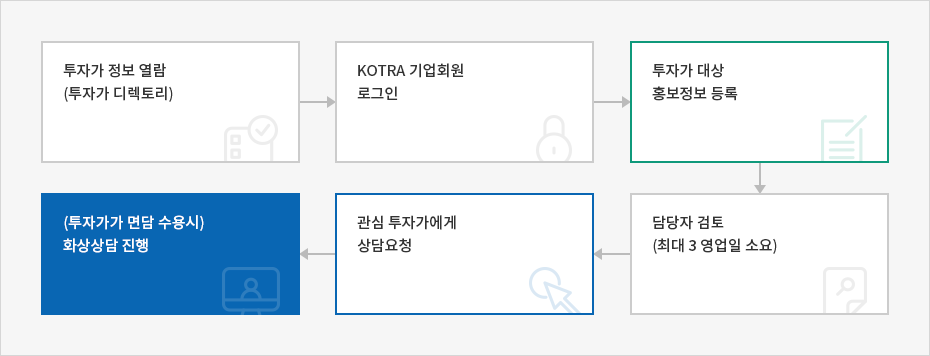 투자가 정보 열람
(투자가 디렉토리)
KOTRA 기업회원
로그인
투자가 대상
홍보정보 등록
담당자 검토
(최대 3 영업일 소요)
관심 투자가에게
상담요청
(투자가가 면담 수용시)
화상상담 진행